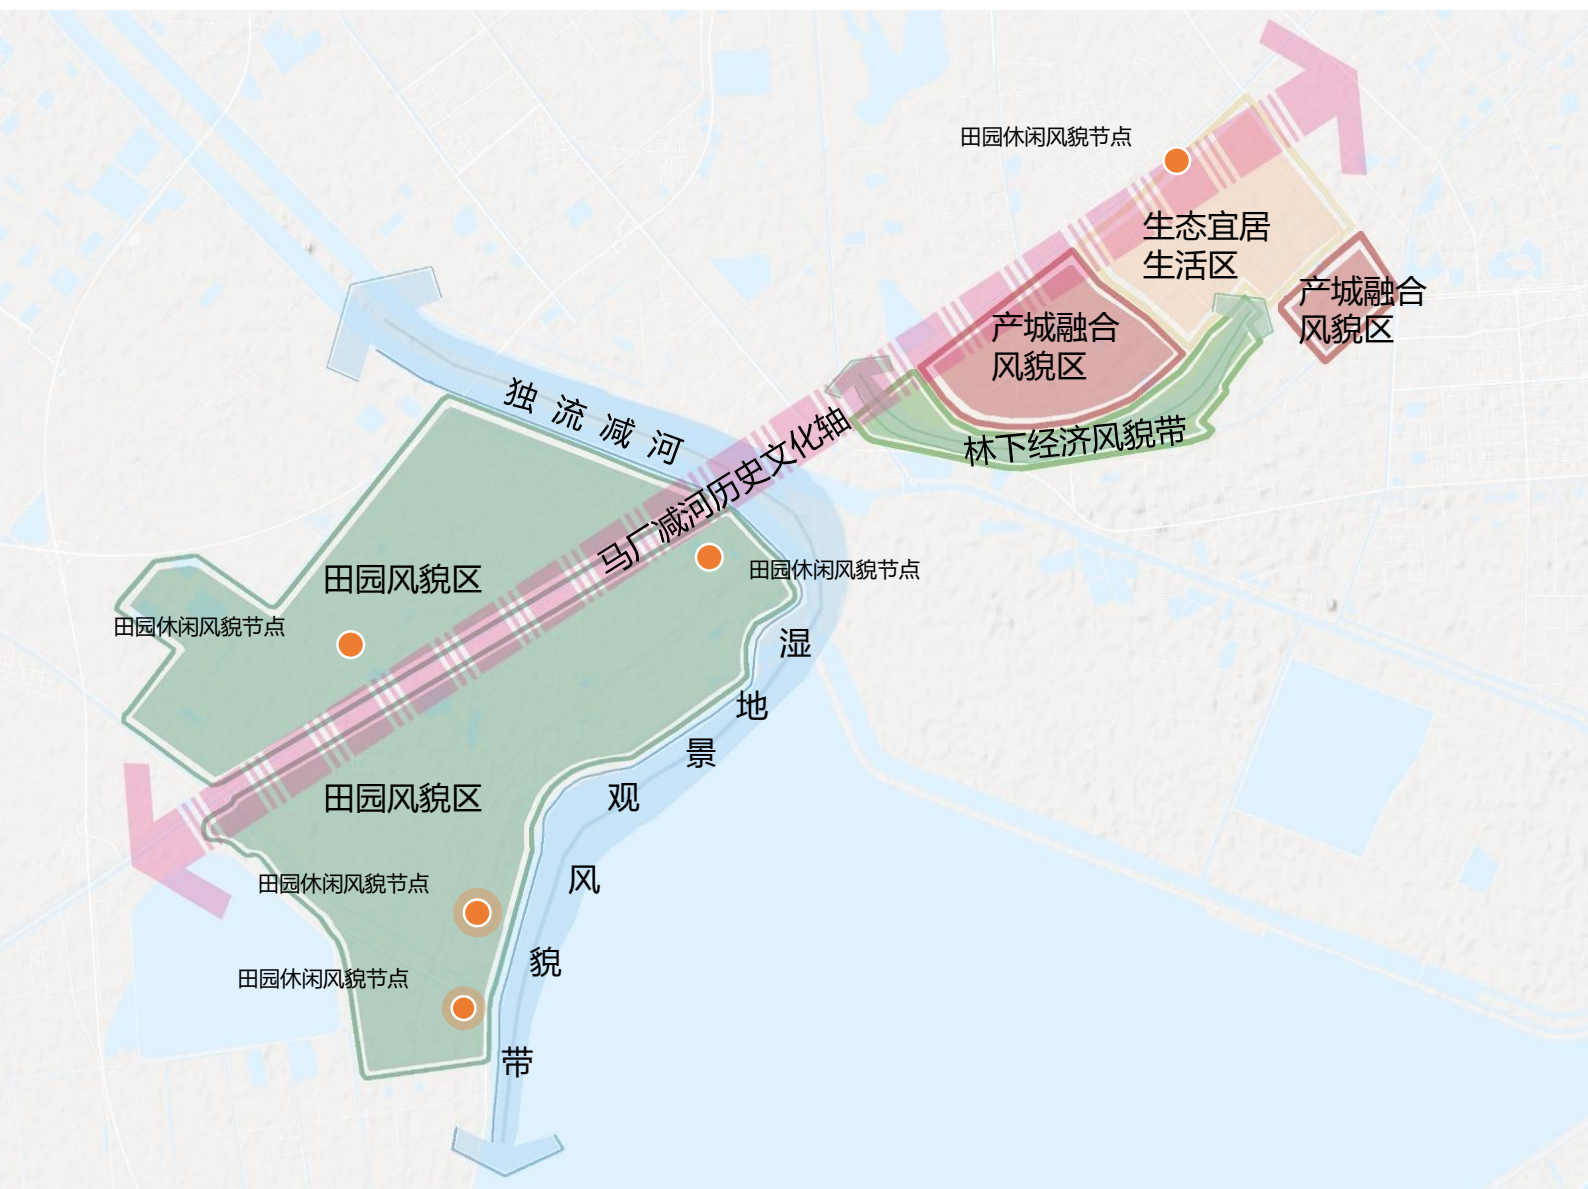 田园休闲风貌节点
生态宜居
生活区
产城融合
风貌区
产城融合
风貌区
独流减河
马厂减河历史文化轴
林下经济风貌带
田园风貌区
田园休闲风貌节点
田园休闲风貌节点
湿地景观风貌带
田园风貌区
田园休闲风貌节点
田园休闲风貌节点